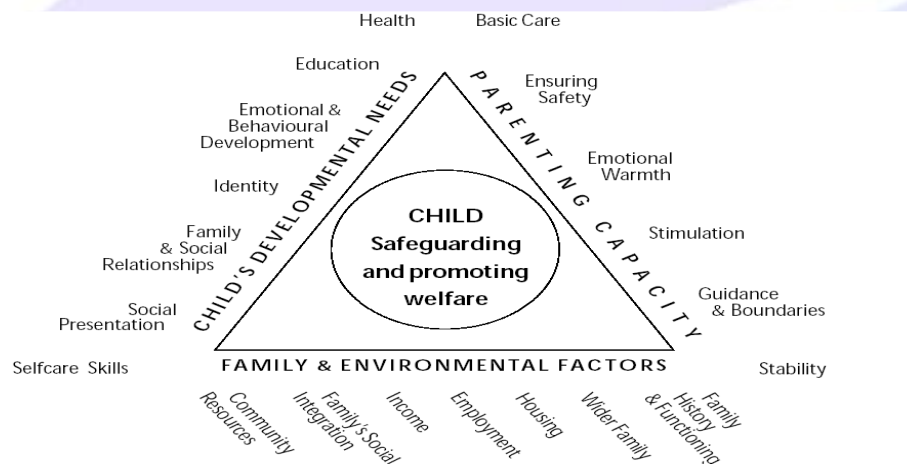 Health
Basic Care
Education
Ensuring
Safety
Emotional &
Behavioural
Development
Emotional
Warmth
Identity
Family
& Social
Relationships
Stimulation
Social
Presentation
Guidance
& Boundaries
Selfcare Skills
Stability
CHILD'S DEVELOPMENTAL NEEDS
PARENTING CAPACITY
CHILD
Safeguarding
and promoting
welfare
FAMILY & ENVIRONMENTAL FACTORS
Community
Resources
Family's Social
Integration
Income
Employment
Housing
Wider Family
Family
History
& Functioning